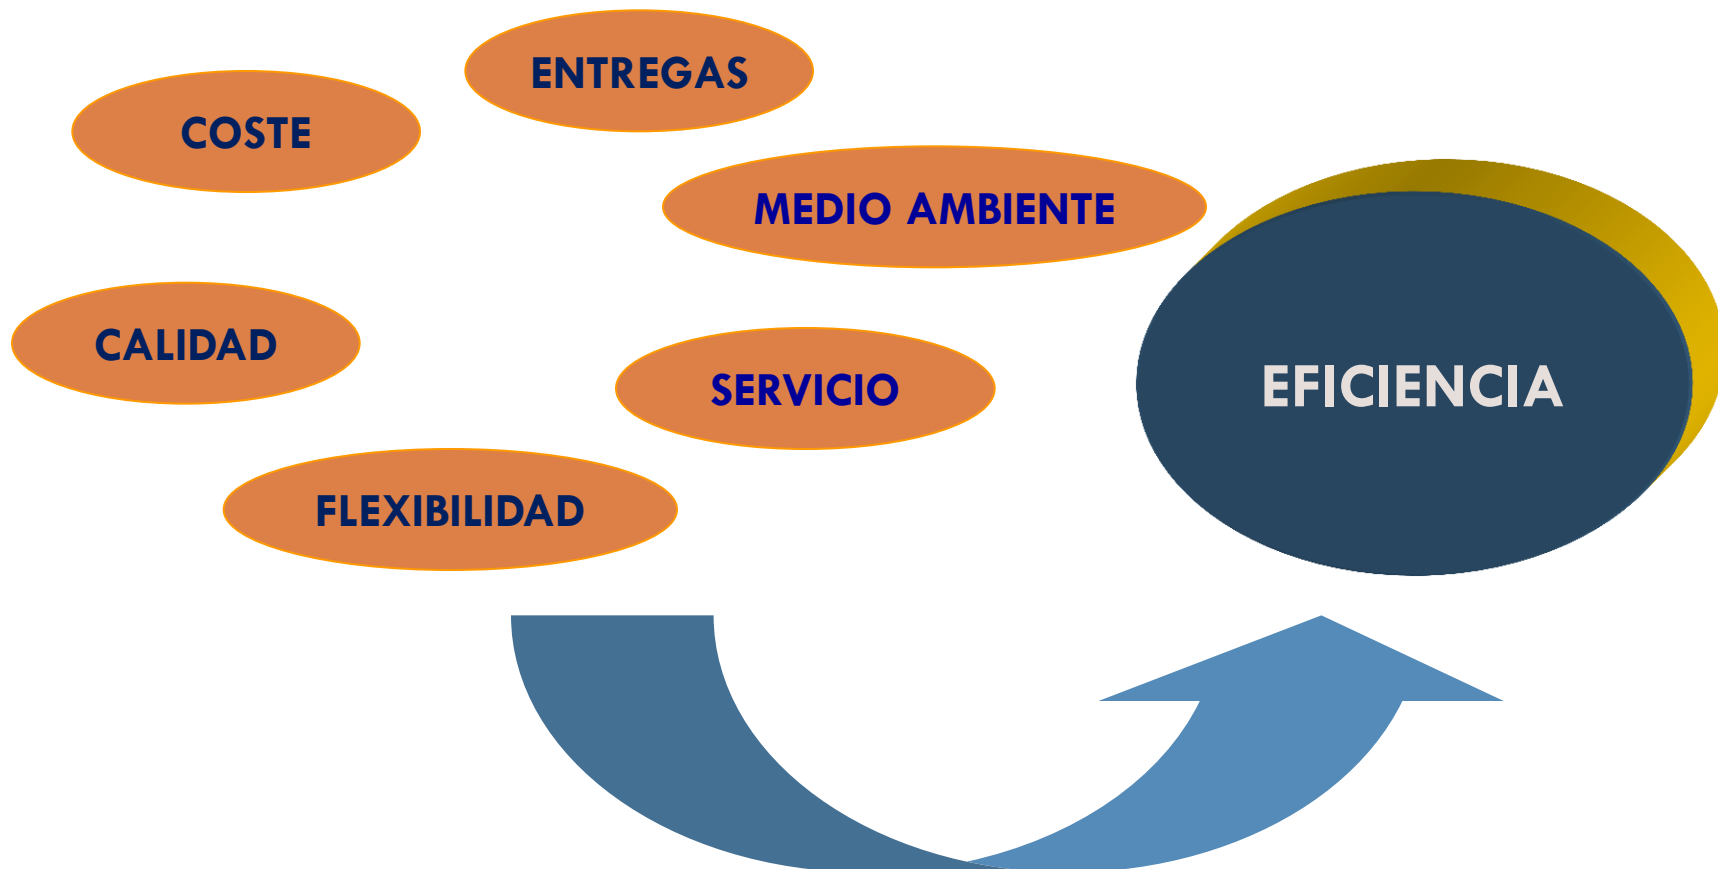 ENTREGAS
COSTE
MEDIO AMBIENTE
CALIDAD
SERVICIO
EFICIENCIA
FLEXIBILIDAD